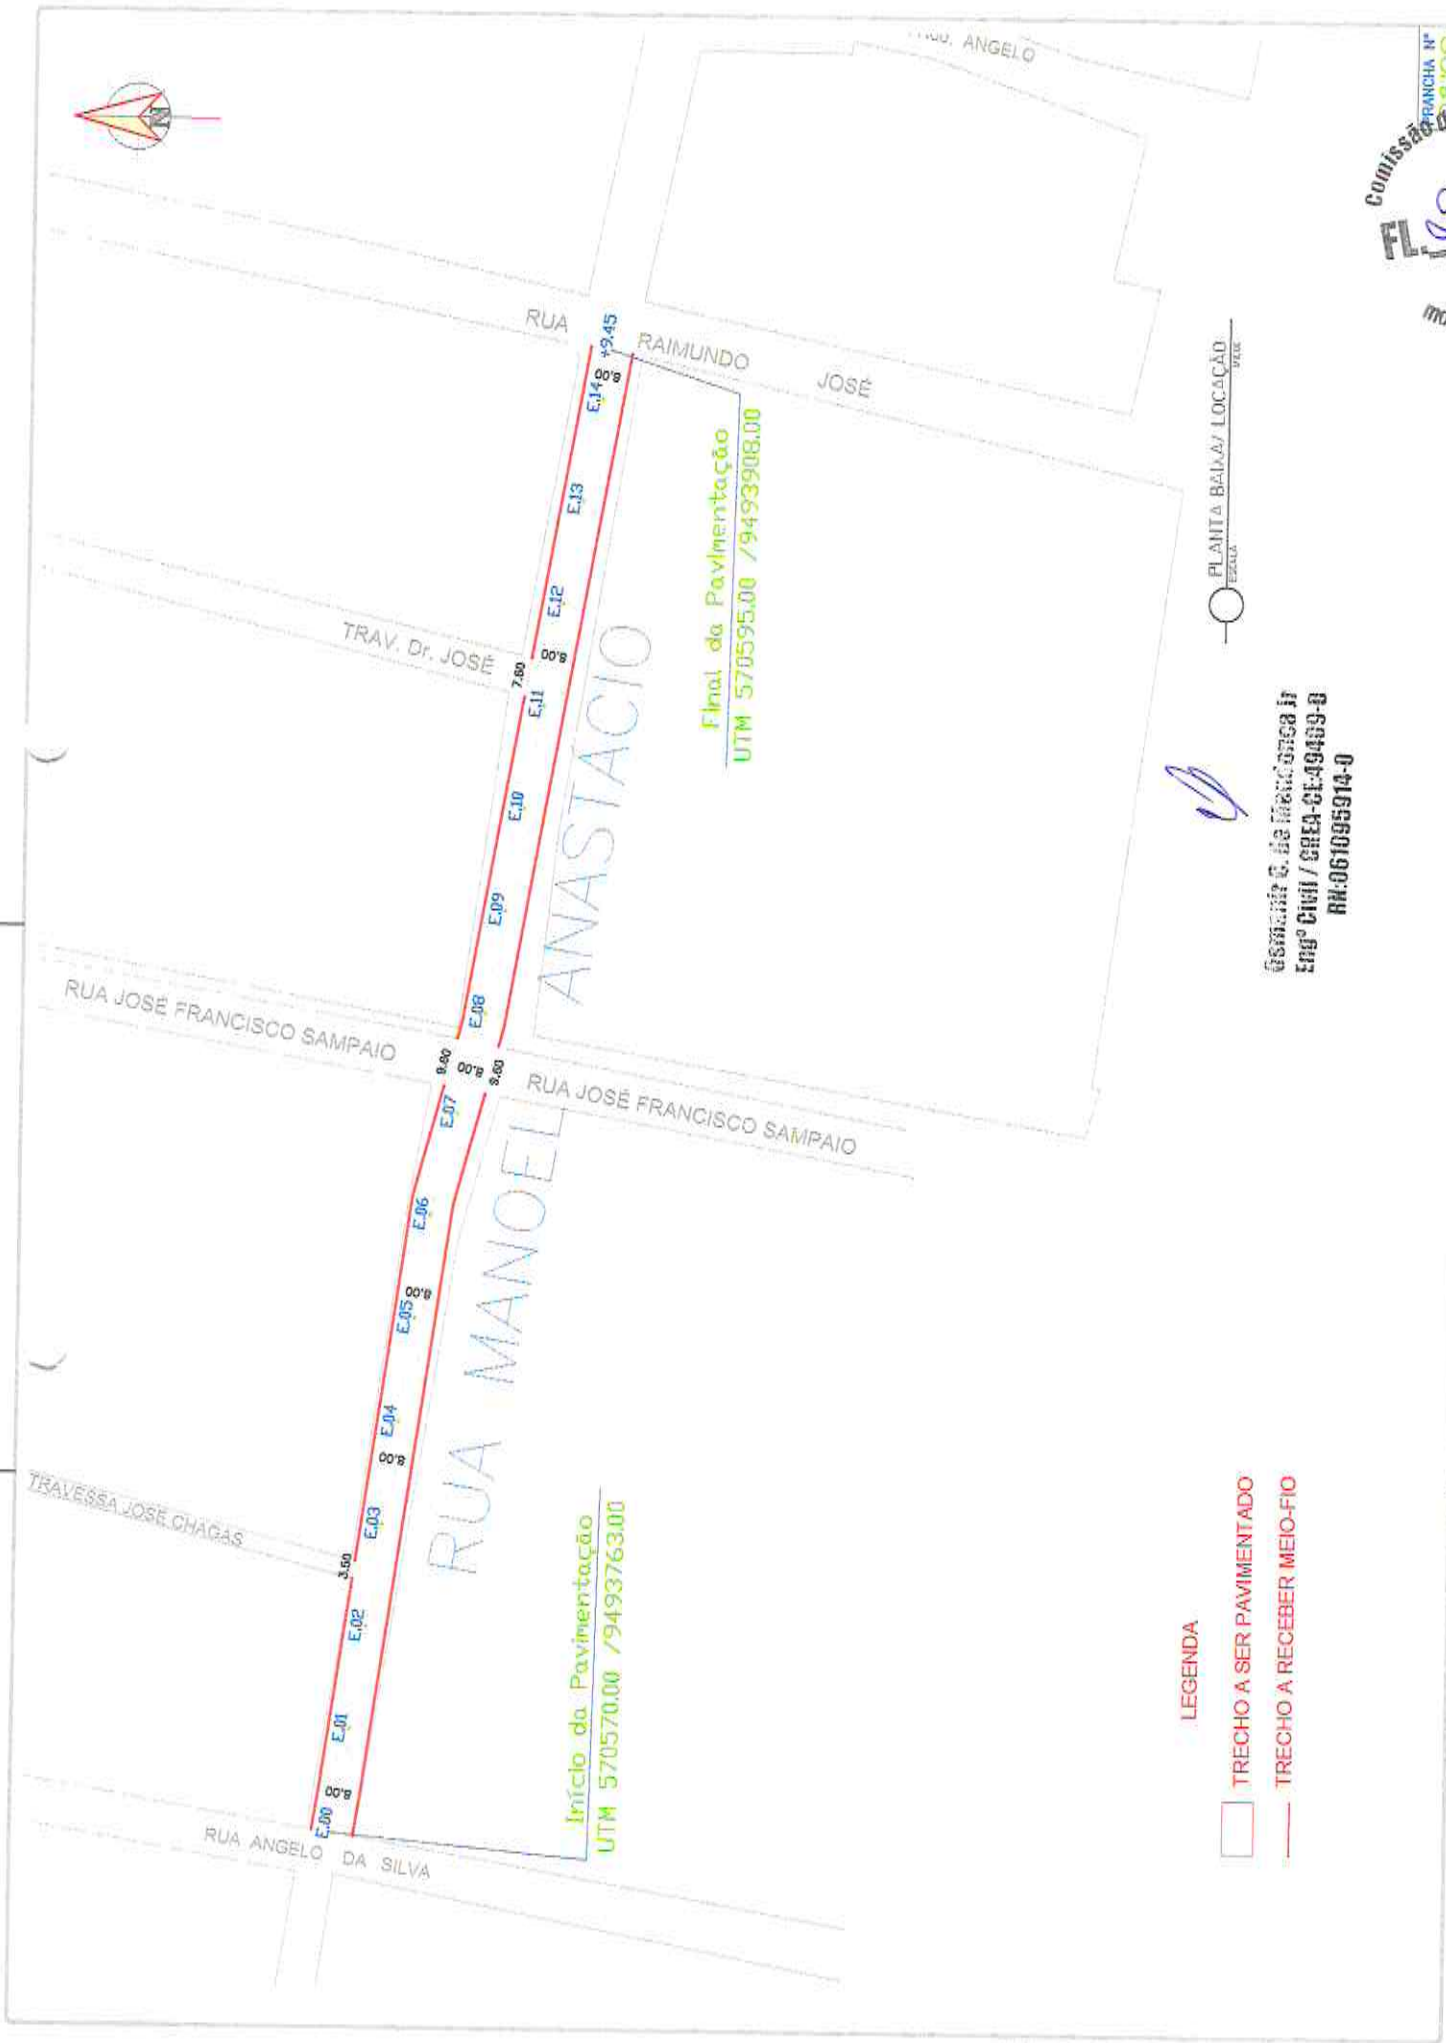 N
RUA ANGELO DA SILVA
TRAVESSA JOSÉ CHAGAS
RUA JOSÉ FRANCISCO SAMPAIO
TRAV. Dr. JOSÉ
RUA RAIMUNDO JOSÉ
ANGELO
E.00
8.00
E.01
E.02
3.50
E.03
8.00
E.04
E.05
8.00
E.06
E.07
9.60
8.00
9.60
E.08
E.09
E.10
E.11
7.60
8.00
E.12
E.13
E.14
8.00
+9.45
RUA MANOEL ANASTACIO
RUA JOSÉ FRANCISCO SAMPAIO
Início da Pavimentação
UTM 570570.00 /9493763.00
Final da Pavimentação
UTM 570595.00 /9493908.00
LEGENDA
TRECHO A SER PAVIMENTADO
TRECHO A RECEBER MEIO-FIO
PLANTA BAIXA/ LOCAÇÃO
ESCALA
Engº Civil / CREA-CE:49409-D
RN:061095914-0
PRANCHA Nº
Comissão
FL.